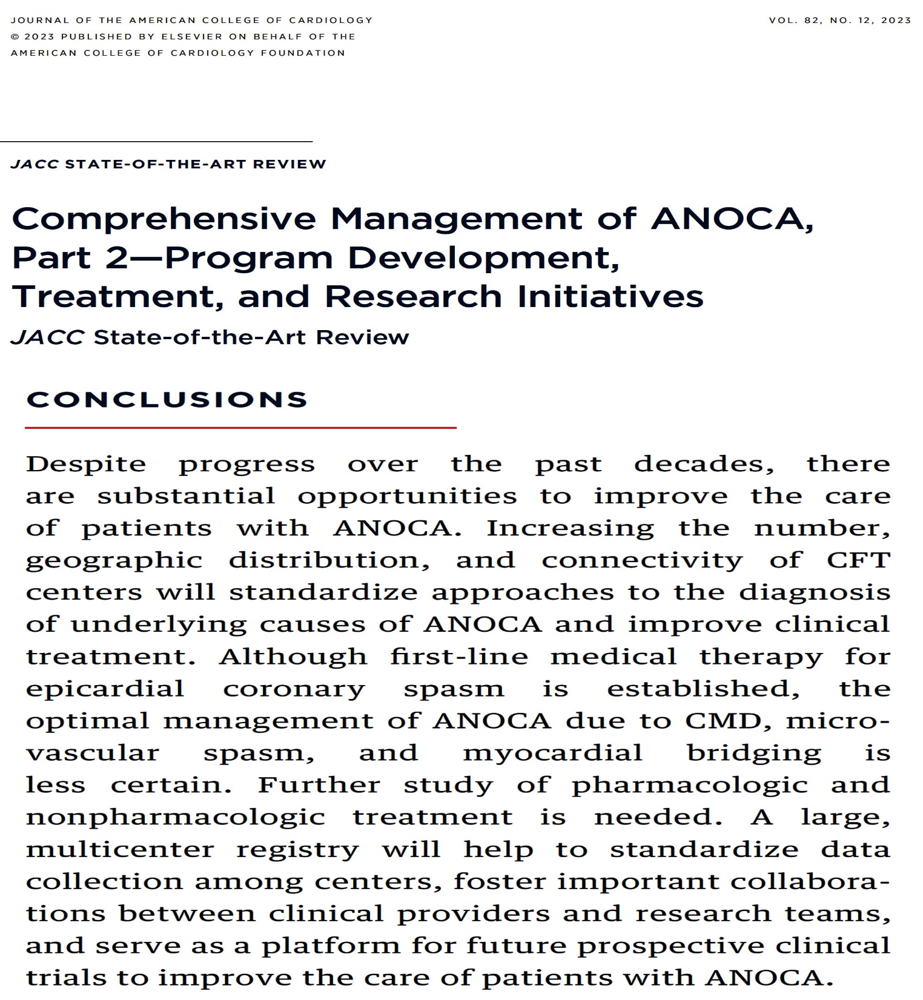 JOURNAL OF THE AMERICAN COLLEGE OF CARDIOLOGY
VOL. 82, NO. 12, 2023
© 2023 PUBLISHED BY ELSEVIER ON BEHALF OF THE
AMERICAN COLLEGE OF CARDIOLOGY FOUNDATION
JACC STATE-OF-THE-ART REVIEW
Comprehensive Management of ANOCA,
Part 2—Program Development,
Treatment, and Research Initiatives
JACC State-of-the-Art Review
CONCLUSIONS
Despite progress over the past decades, there
are substantial opportunities to improve the care
of patients with ANOCA. Increasing the number,
geographic distribution, and connectivity of CFT
centers will standardize approaches to the diagnosis
of underlying causes of ANOCA and improve clinical
treatment. Although first-line medical therapy for
epicardial coronary spasm is established, the
optimal management of ANOCA due to CMD, micro-
vascular spasm, and myocardial bridging is
less certain. Further study of pharmacologic and
nonpharmacologic treatment is needed. A large,
multicenter registry will help to standardize data
collection among centers, foster important collabora-
tions between clinical providers and research teams,
and serve as a platform for future prospective clinical
trials to improve the care of patients with ANOCA.